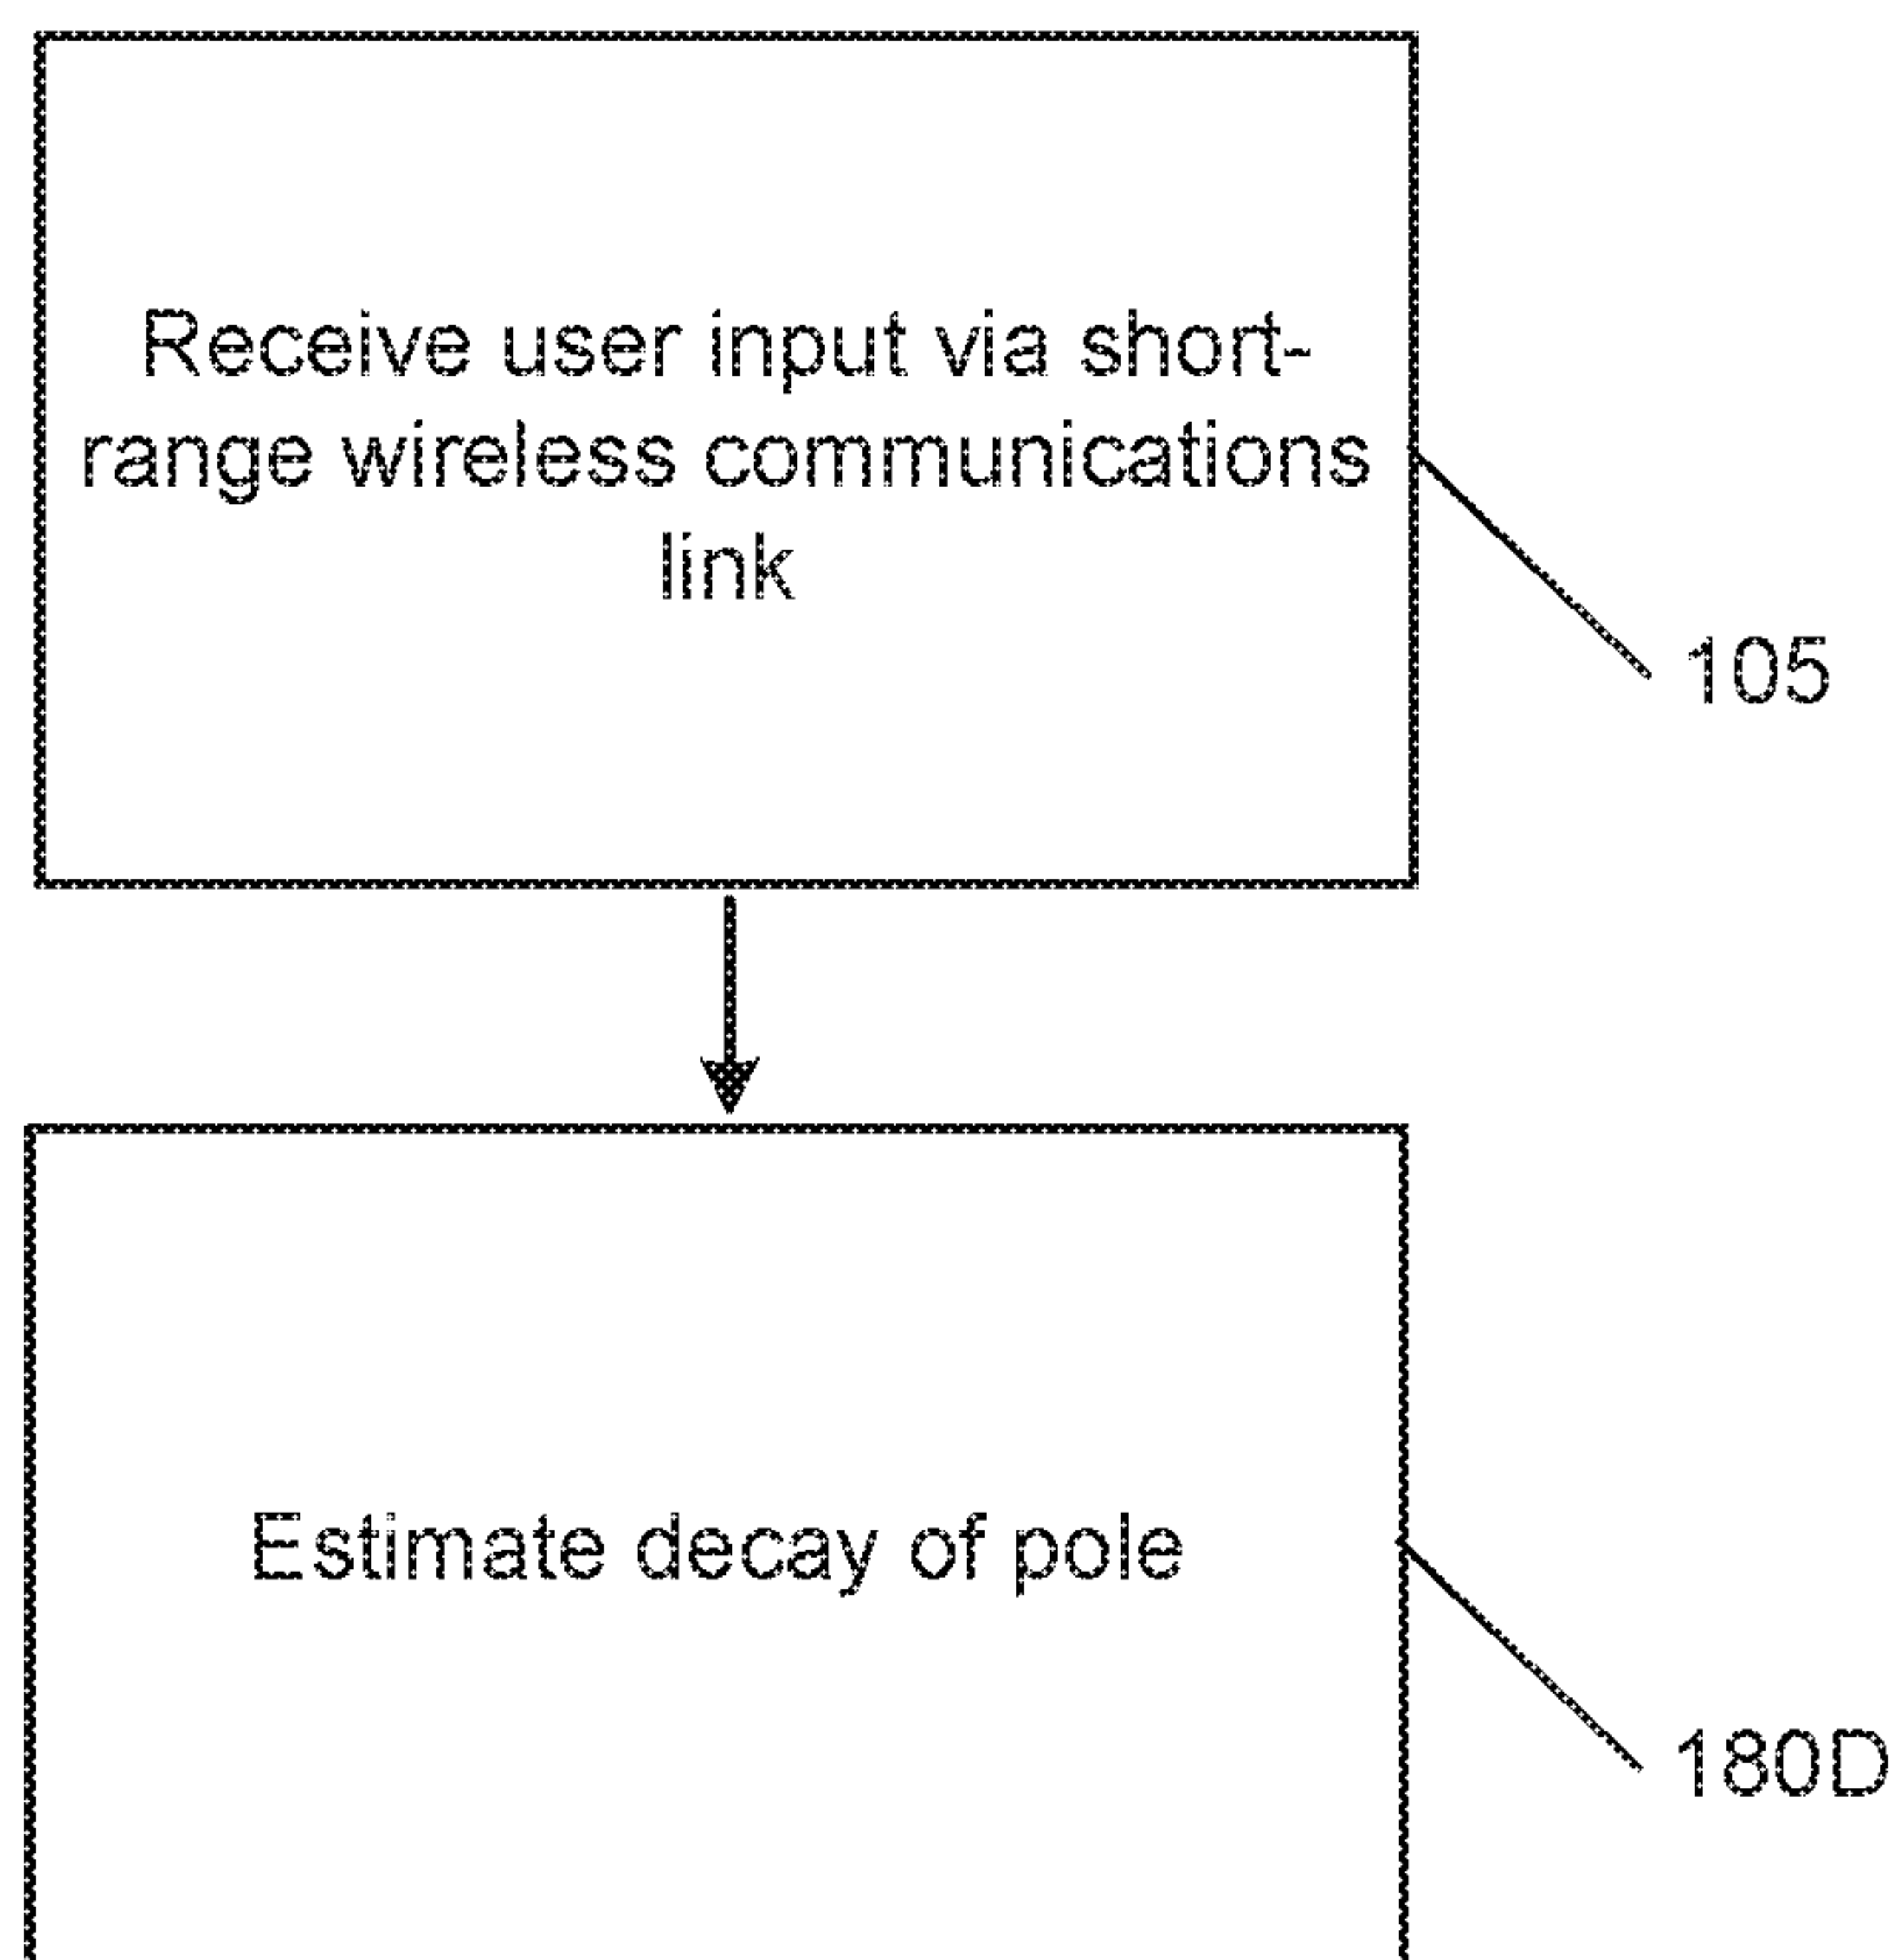 Receive user input via short-
range wireless communications
link
105
Estimate decay of pole
180D